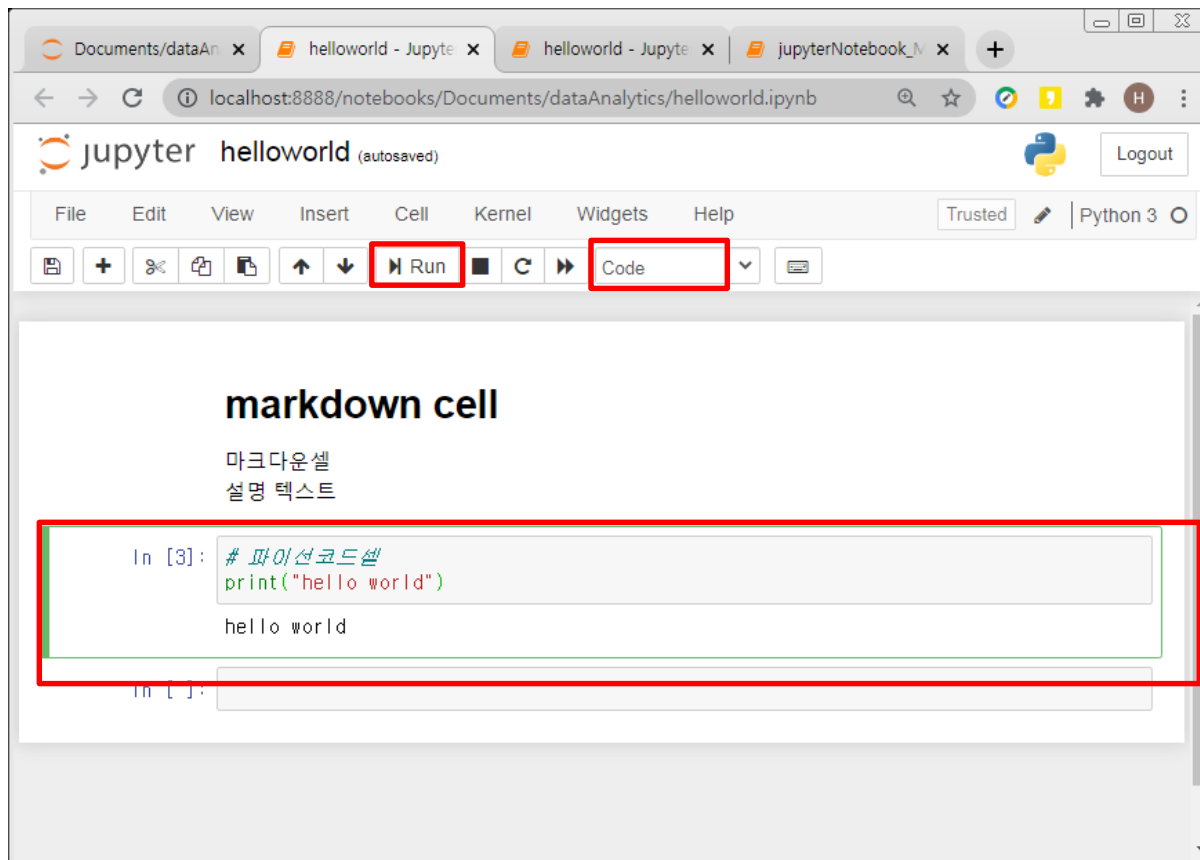 Documents/dataAn
helloworld - Jupyte
helloworld - Jupyte
jupyterNotebook_M
localhost:8888/notebooks/Documents/dataAnalytics/helloworld.ipynb
H
jupyter helloworld (autosaved)
Logout
File Edit View Insert Cell Kernel Widgets Help
Trusted
Python 3
Run
Code
markdown cell
마크다운셀
설명 텍스트
In [3]: # 파이선코드셀
print("hello world")
hello world
In [ ]: